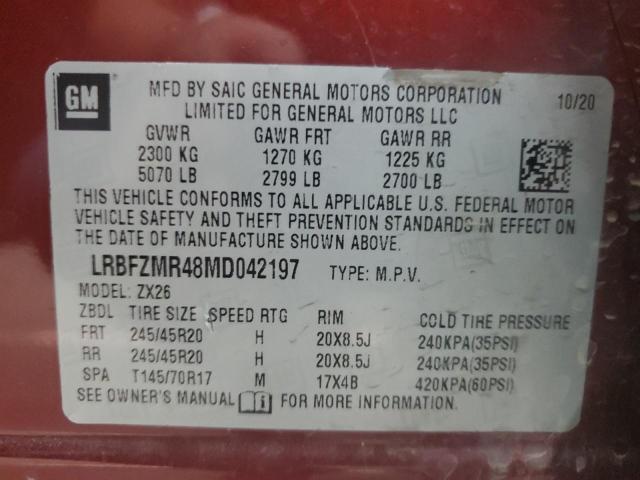 GM
MFD BY SAIC GENERAL MOTORS CORPORATION 10/20
LIMITED FOR GENERAL MOTORS LLC
GVWR GAWR FRT GAWR RR
2300 KG 1270 KG 1225 KG
5070 LB 2799 LB 2700 LB
THIS VEHICLE CONFORMS TO ALL APPLICABLE U.S. FEDERAL MOTOR
VEHICLE SAFETY AND THEFT PREVENTION STANDARDS IN EFFECT ON
THE DATE OF MANUFACTURE SHOWN ABOVE.
LRBFZMR48MD042197 TYPE: M.P.V.
MODEL: ZX26
ZBDL TIRE SIZE SPEED RTG RIM COLD TIRE PRESSURE
FRT 245/45R20 H 20X8.5J 240KPA(35PSI)
RR 245/45R20 H 20X8.5J 240KPA(35PSI)
SPA T145/70R17 M 17X4B 420KPA(60PSI)
SEE OWNER'S MANUAL i FOR MORE INFORMATION.